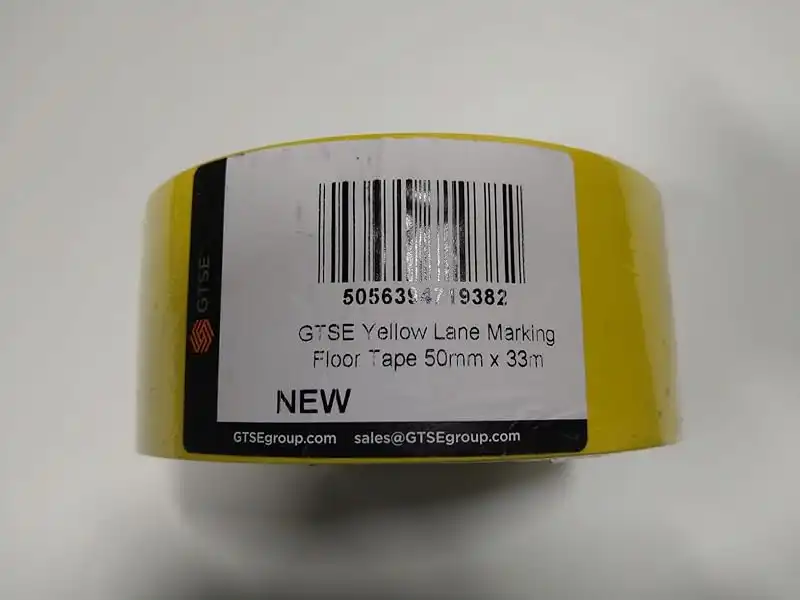 GTSE
5056394719382
GTSE Yellow Lane Marking
Floor Tape 50mm x 33m
NEW
GTSEgroup.com sales@GTSEgroup.com